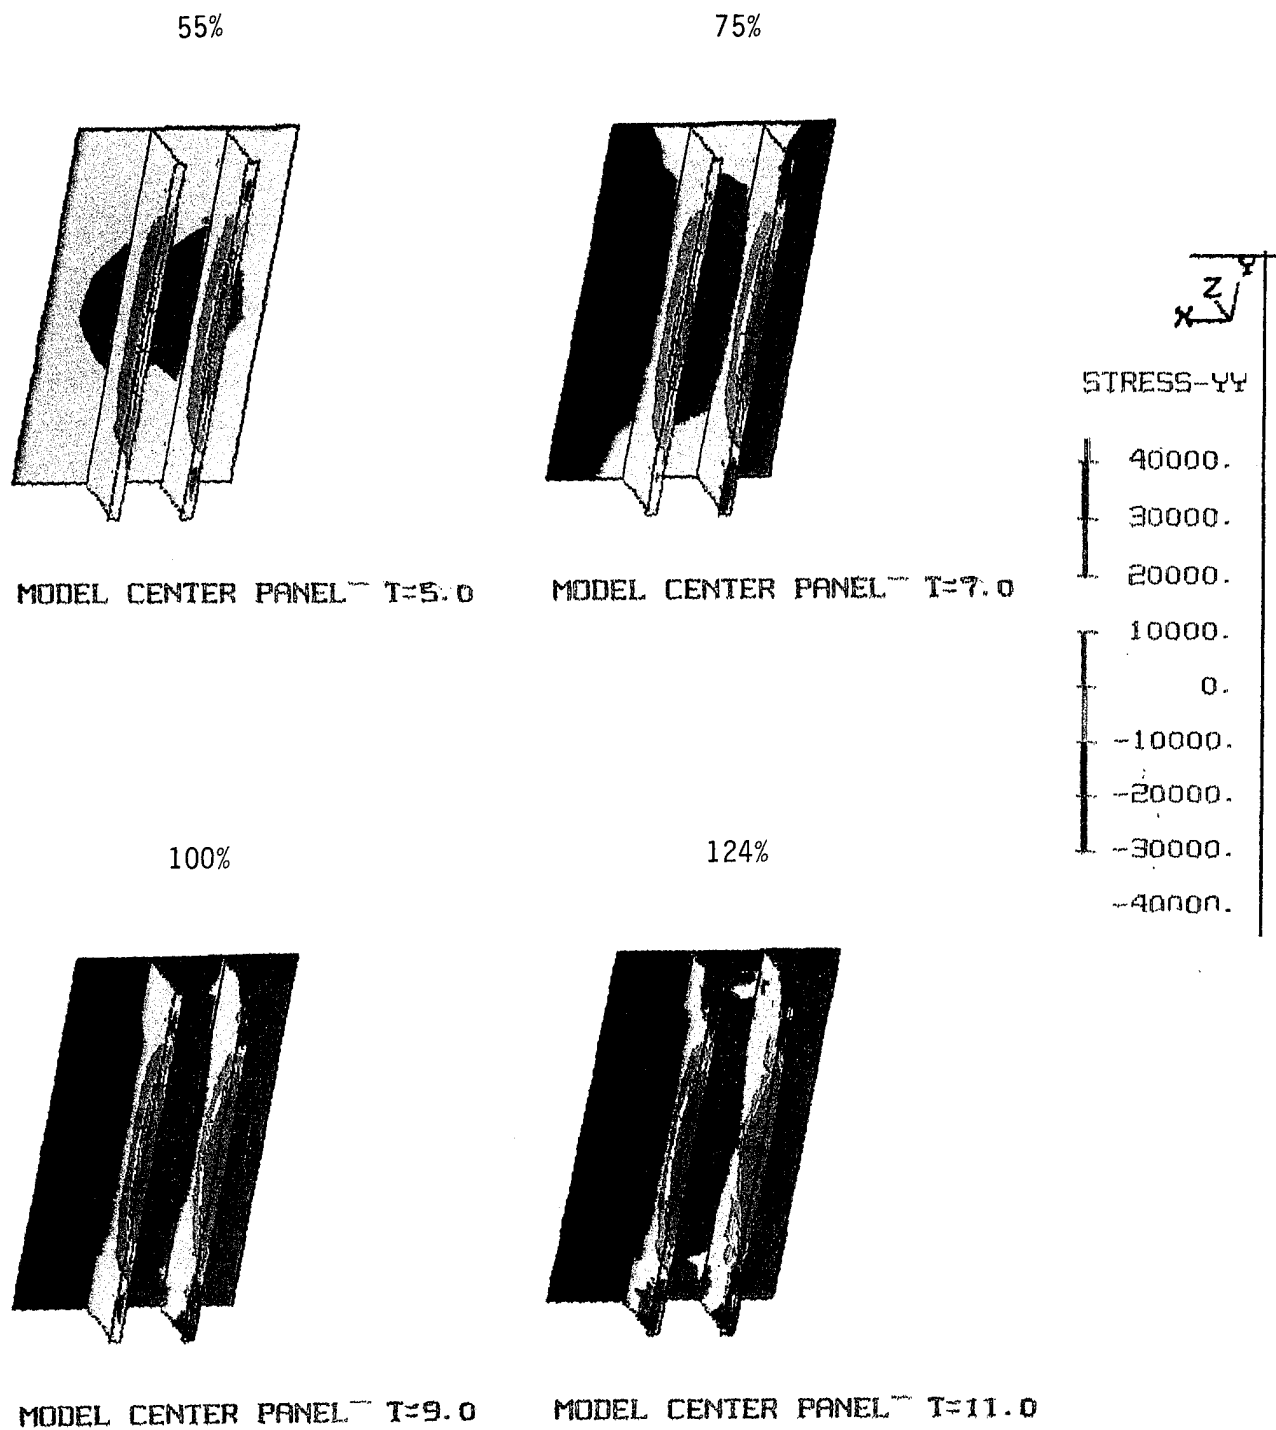 55% 75%
MODEL CENTER PANEL T=5.0 MODEL CENTER PANEL T=7.0
Y
Z
X
STRESS-YY
40000.
30000.
20000.
10000.
0.
-10000.
-20000.
-30000.
-40000.
100% 124%
MODEL CENTER PANEL T=9.0 MODEL CENTER PANEL T=11.0